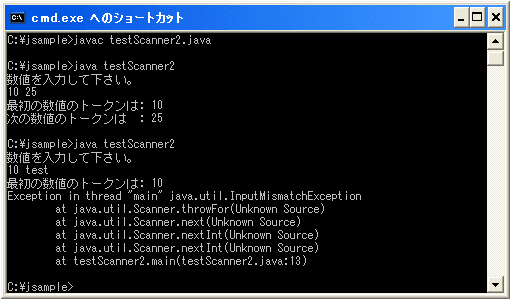 cmd.exe へのショートカット
C:¥jsample>javac testScanner2.java
C:¥jsample>java testScanner2
数値を入力して下さい。
10 25
最初の数値のトークンは: 10
次の数値のトークンは  : 25
C:¥jsample>java testScanner2
数値を入力して下さい。
10 test
最初の数値のトークンは: 10
Exception in thread "main" java.util.InputMismatchException
        at java.util.Scanner.throwFor(Unknown Source)
        at java.util.Scanner.next(Unknown Source)
        at java.util.Scanner.nextInt(Unknown Source)
        at java.util.Scanner.nextInt(Unknown Source)
        at testScanner2.main(testScanner2.java:13)
C:¥jsample>